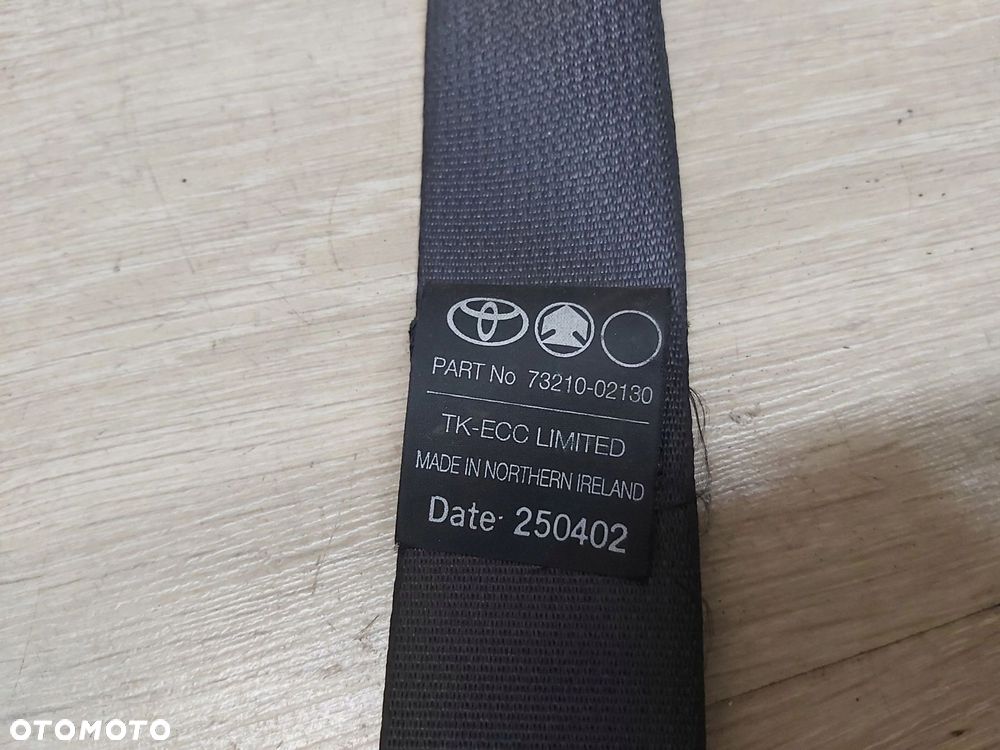 PART No 73210-02130
TK-ECC LIMITED
MADE IN NORTHERN IRELAND
Date 250402
OTOMOTO